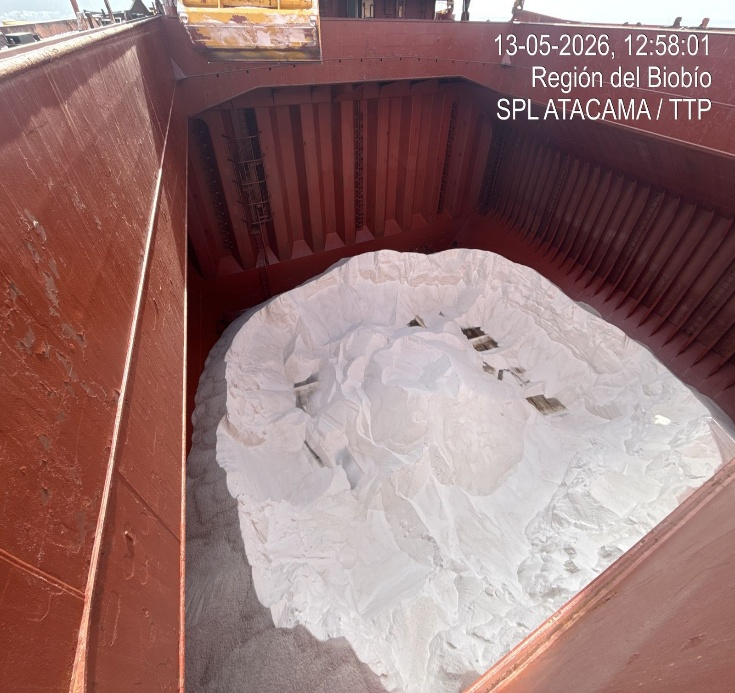 13-05-2026, 12:58:01
Región del Biobío
SPL ATACAMA / TTP